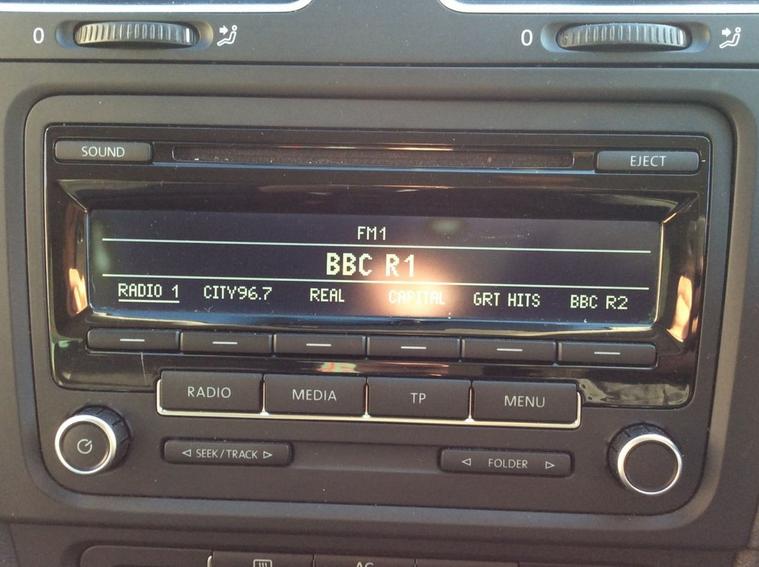 0 0
SOUND EJECT
FM1
BBC R1
RADIO 1 CITY96.7 REAL CAPITAL GRT HITS BBC R2
RADIO MEDIA TP MENU
SEEK/TRACK FOLDER
AC